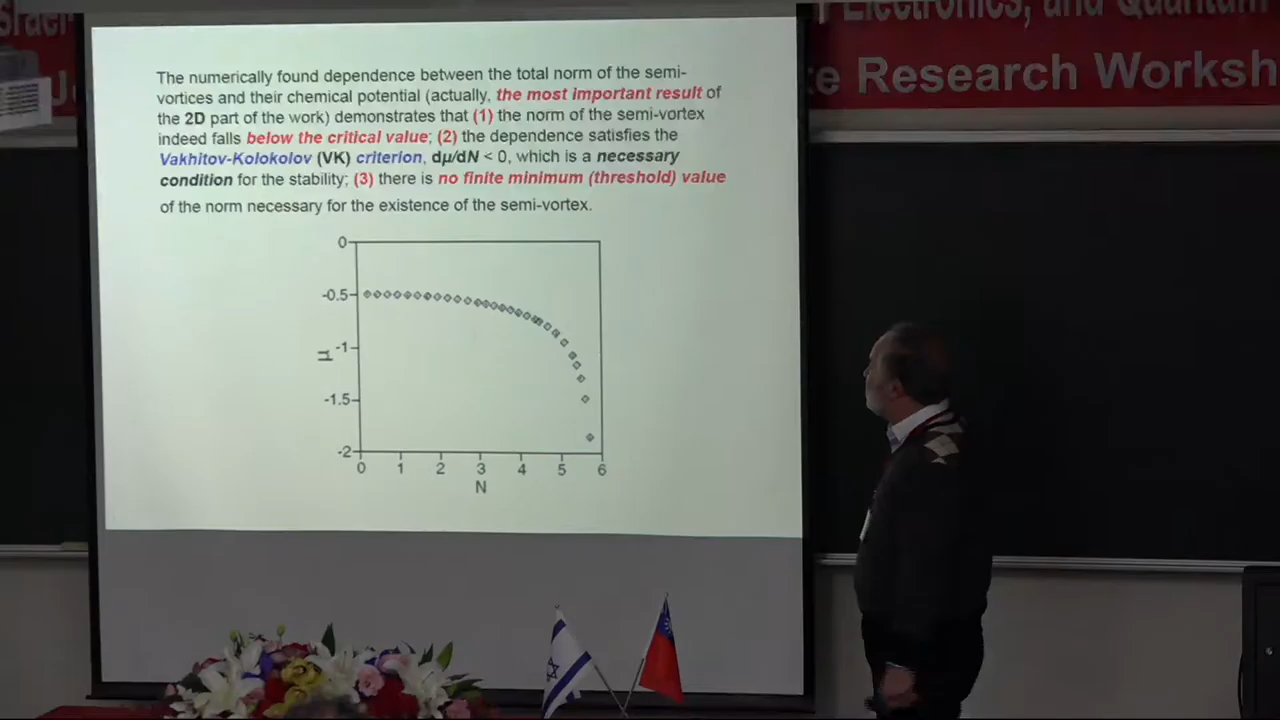 Electronics, and Quantum
Research Worksh
The numerically found dependence between the total norm of the semi-
vortices and their chemical potential (actually, the most important result of
the 2D part of the work) demonstrates that (1) the norm of the semi-vortex
indeed falls below the critical value; (2) the dependence satisfies the
Vakhitov-Kolokolov (VK) criterion, dμ/dN < 0, which is a necessary
condition for the stability; (3) there is no finite minimum (threshold) value
of the norm necessary for the existence of the semi-vortex.
0
-0.5
-1
μ
-1.5
-2
0 1 2 3 4 5 6
N